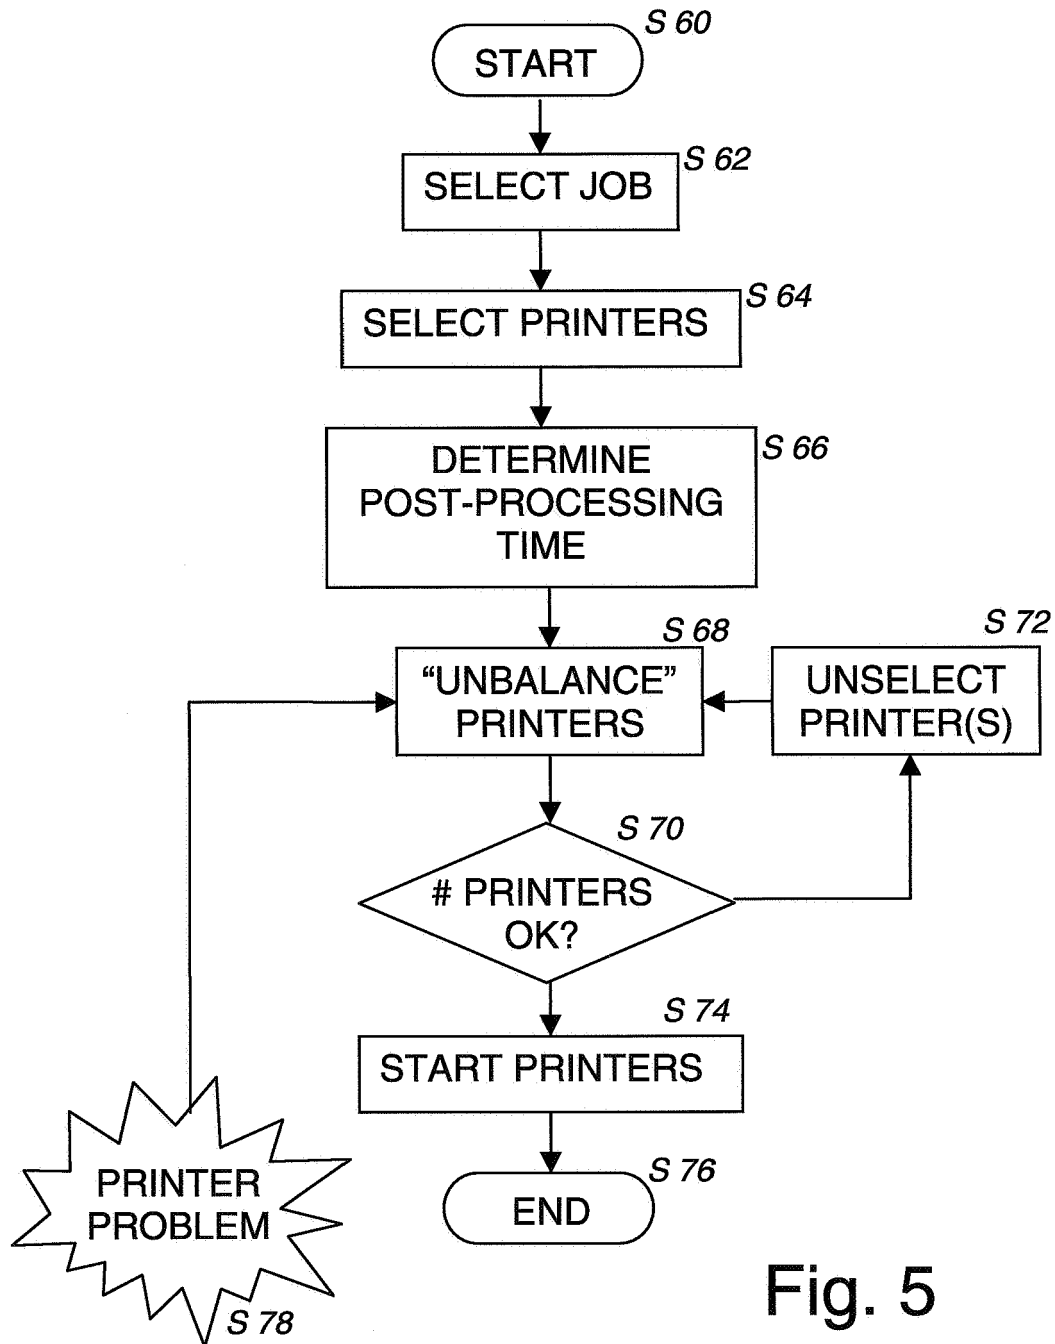 S 60
START
S 62
SELECT JOB
S 64
SELECT PRINTERS
S 66
DETERMINE
POST-PROCESSING
TIME
S 68
“UNBALANCE”
PRINTERS
S 72
UNSELECT
PRINTER(S)
S 70
# PRINTERS
OK?
S 74
START PRINTERS
S 76
END
PRINTER
PROBLEM
S 78
Fig. 5